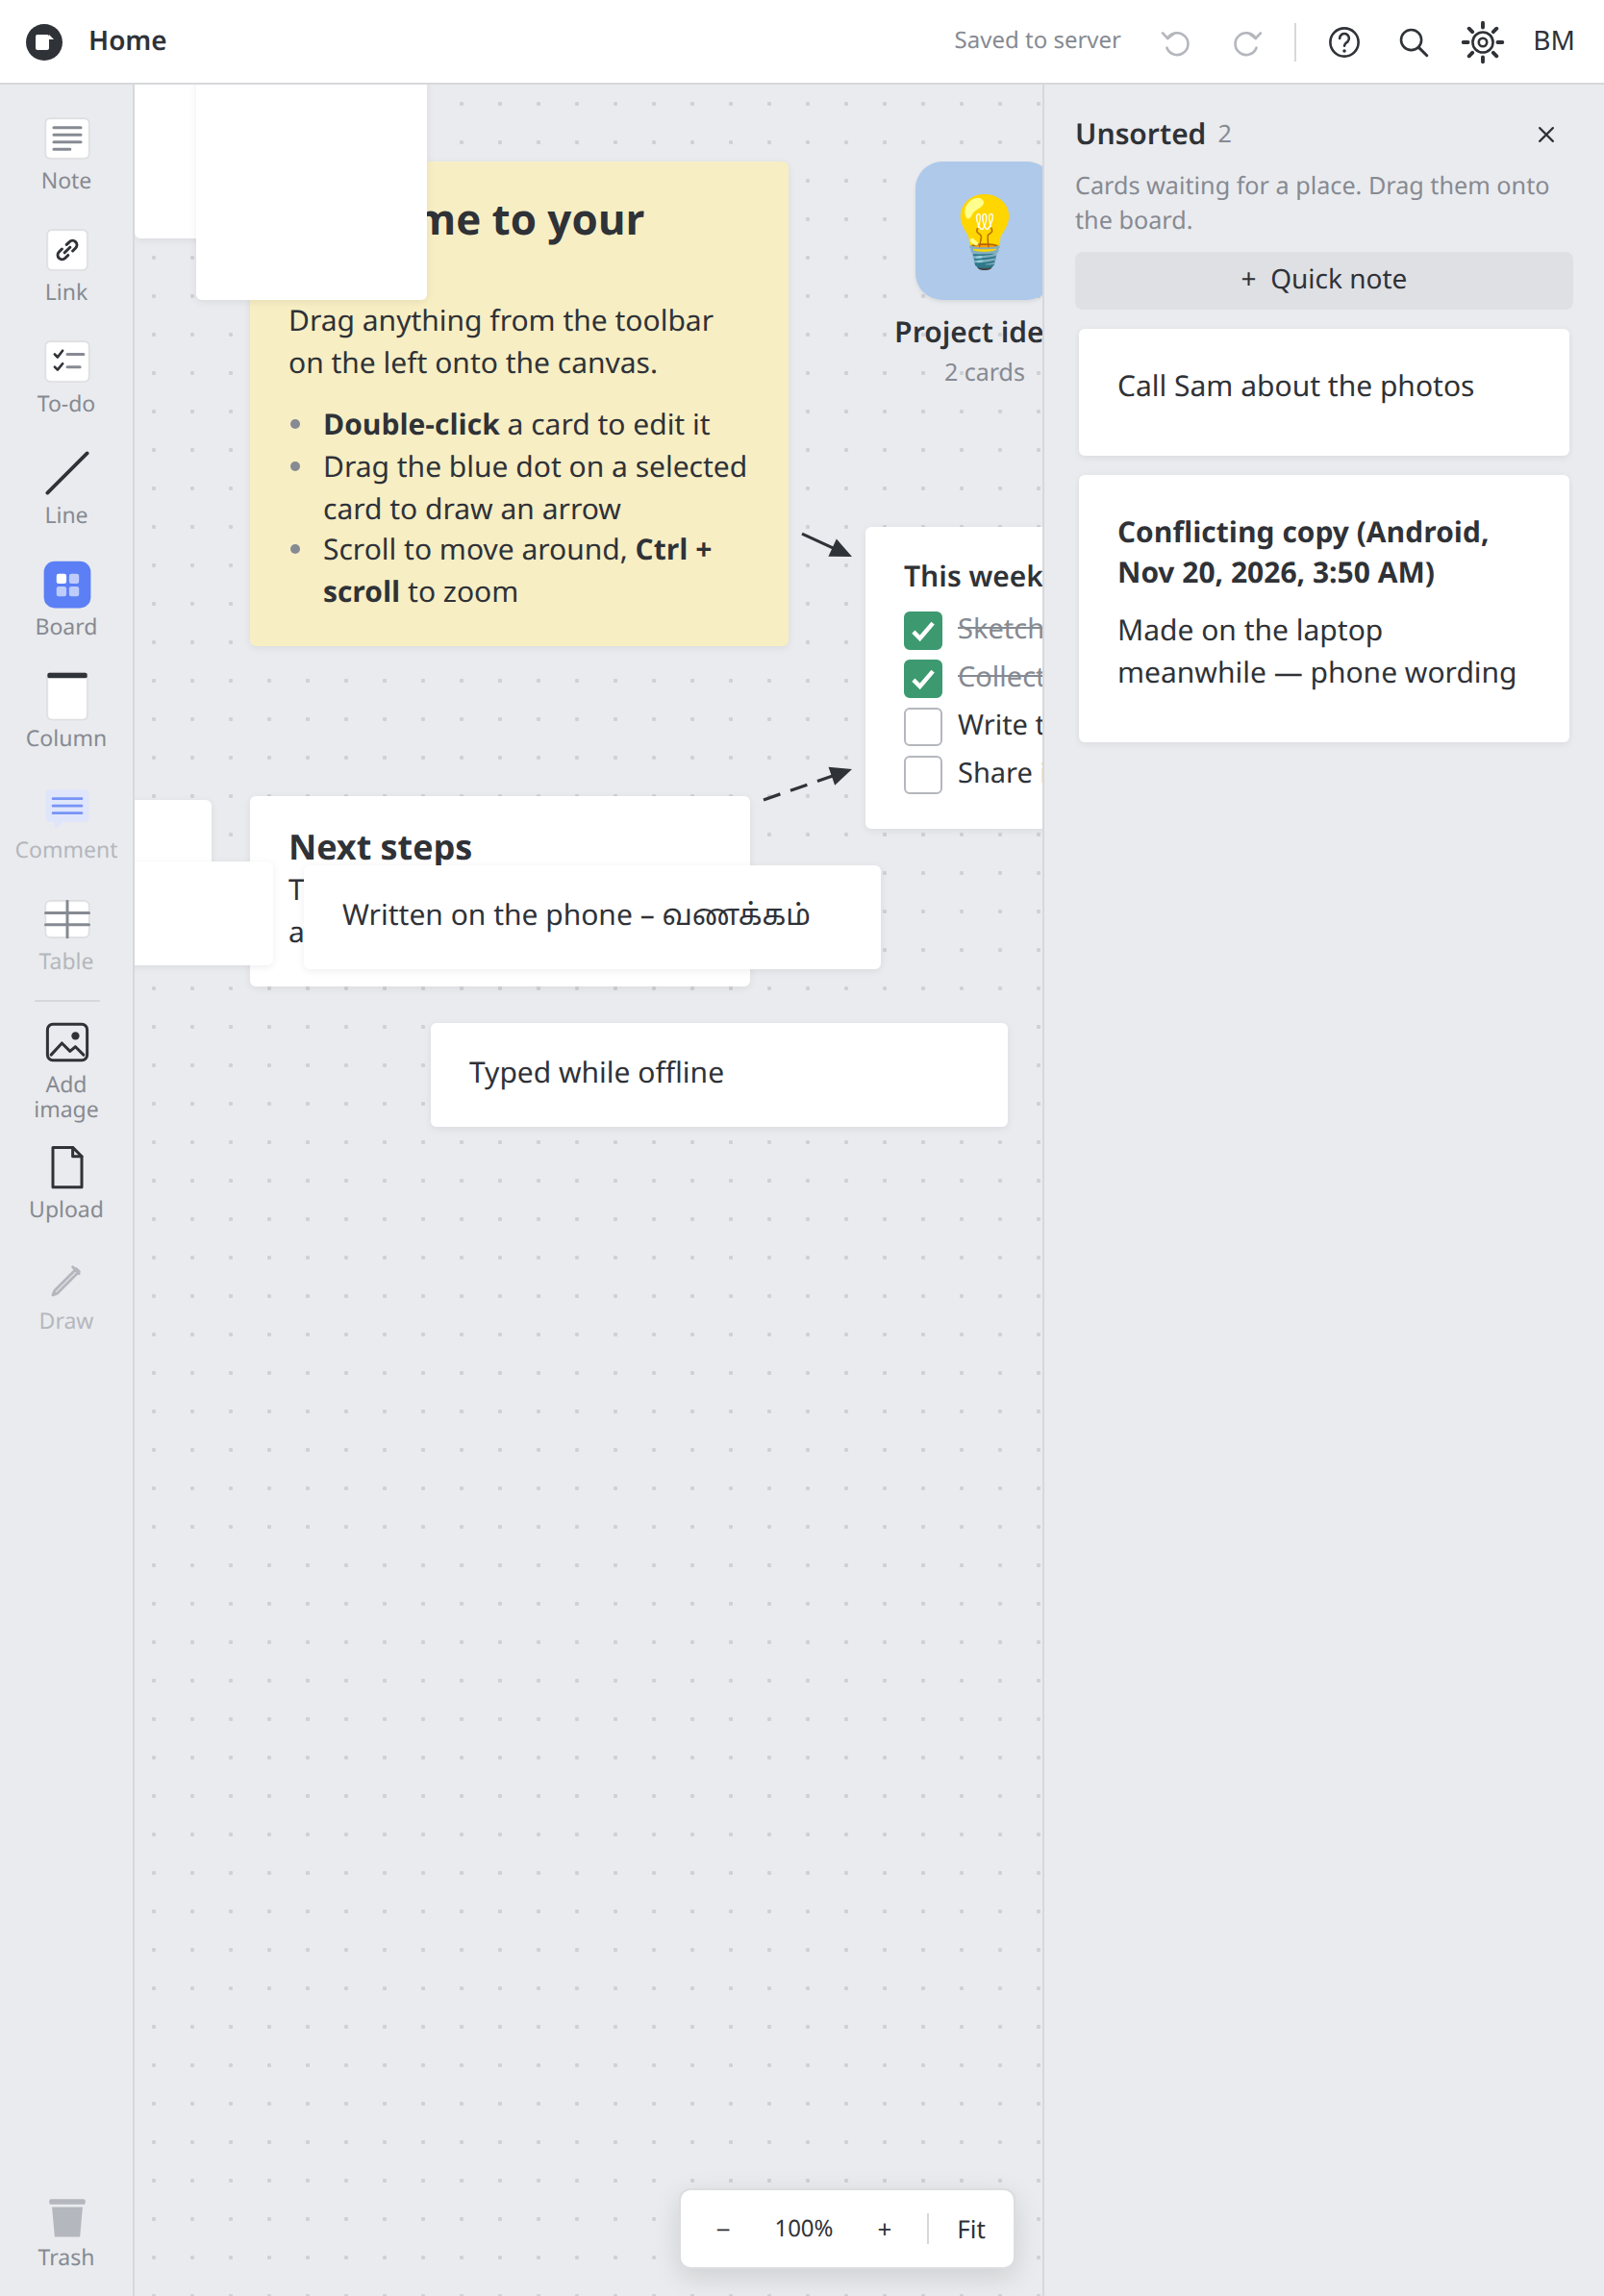 Home
Saved to server
BM
Note
Link
To-do
Line
Board
Column
Comment
Table
Add
image
Upload
Draw
Trash
me to your
Drag anything from the toolbar
on the left onto the canvas.
Double-click a card to edit it
Drag the blue dot on a selected
card to draw an arrow
Scroll to move around, Ctrl +
scroll to zoom
Project ide
2 cards
This week
Sketch
Collect
Write t
Share
Next steps
T
a
Written on the phone – வணக்கம்
Typed while offline
− 100% + Fit
Unsorted 2
Cards waiting for a place. Drag them onto
the board.
+ Quick note
Call Sam about the photos
Conflicting copy (Android,
Nov 20, 2026, 3:50 AM)
Made on the laptop
meanwhile — phone wording